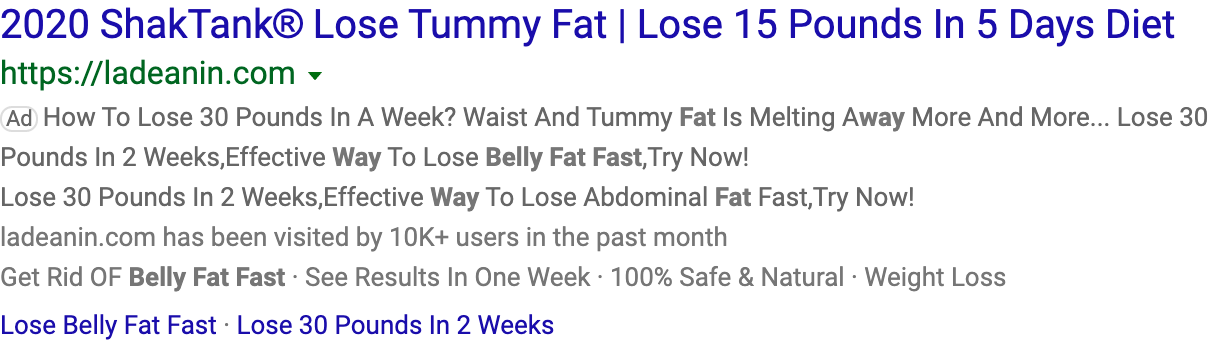 2020 ShakTank® Lose Tummy Fat | Lose 15 Pounds In 5 Days Diet
https://ladeanin.com
Ad How To Lose 30 Pounds In A Week? Waist And Tummy Fat Is Melting Away More And More... Lose 30
Pounds In 2 Weeks,Effective Way To Lose Belly Fat Fast,Try Now!
Lose 30 Pounds In 2 Weeks,Effective Way To Lose Abdominal Fat Fast,Try Now!
ladeanin.com has been visited by 10K+ users in the past month
Get Rid OF Belly Fat Fast · See Results In One Week · 100% Safe & Natural · Weight Loss
Lose Belly Fat Fast · Lose 30 Pounds In 2 Weeks